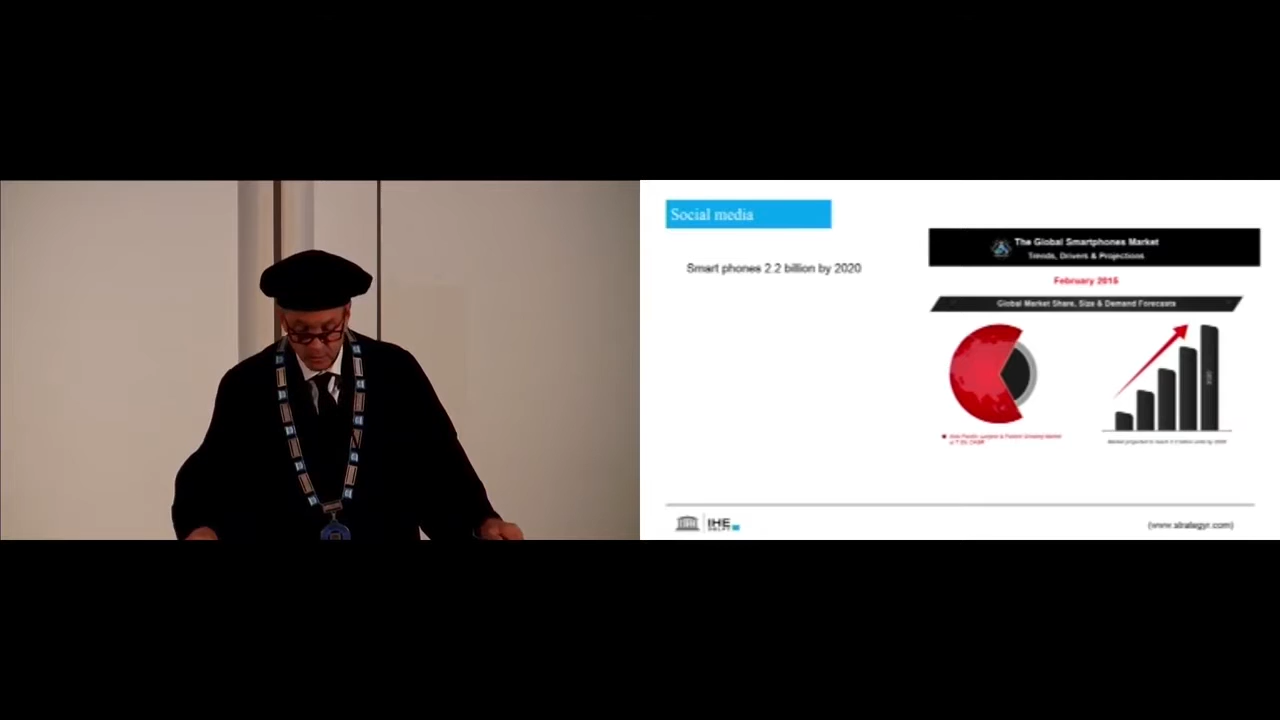 Social media
Smart phones 2.2 billion by 2020
The Global Smartphones Market
Trends, Drivers & Projections
February 2015
Global Market Share, Size & Demand Forecasts
IHE
DELFT
(www.strategyr.com)